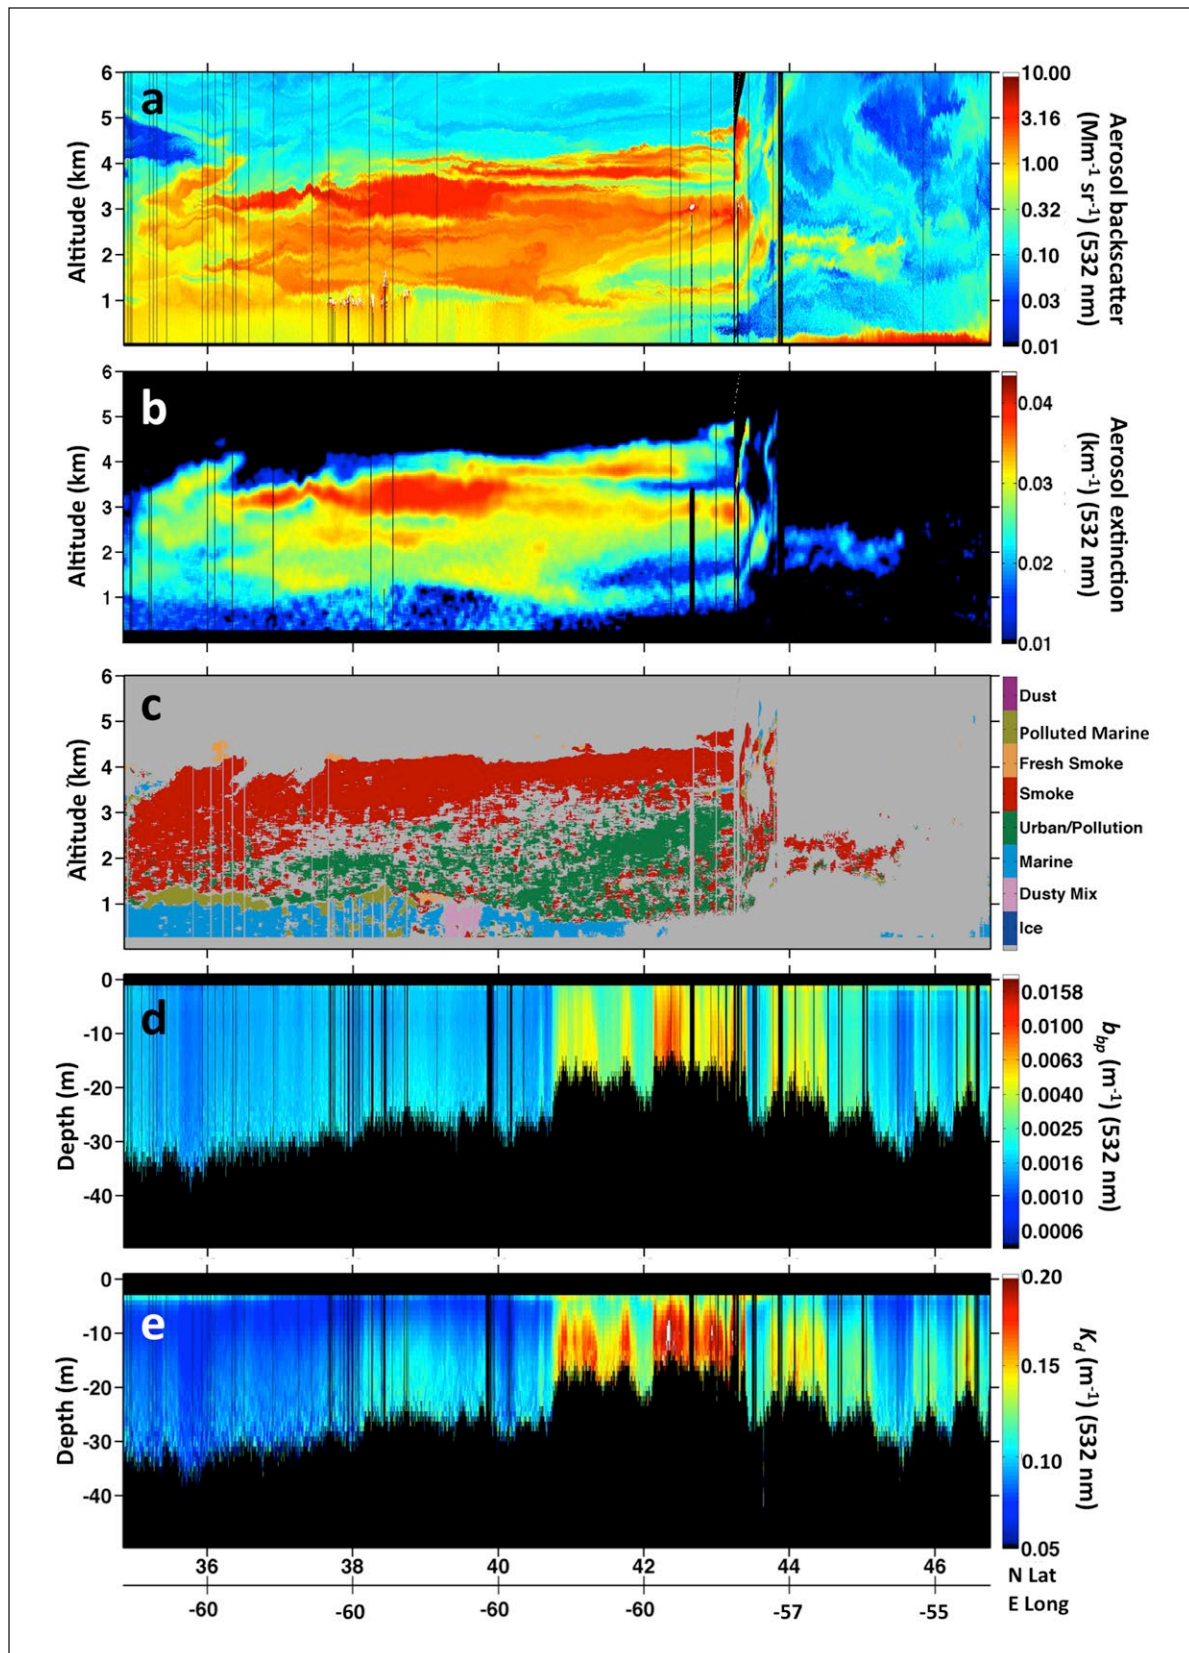 a
6
5
4
3
2
1
Altitude (km)
10.00
3.16
1.00
0.32
0.10
0.03
0.01
Aerosol backscatter
(Mm-1 sr-1) (532 nm)
b
6
5
4
3
2
1
Altitude (km)
0.04
0.03
0.02
0.01
Aerosol extinction
(km-1) (532 nm)
c
6
5
4
3
2
1
Altitude (km)
Dust
Polluted Marine
Fresh Smoke
Smoke
Urban/Pollution
Marine
Dusty Mix
Ice
d
0
-10
-20
-30
-40
Depth (m)
0.0158
0.0100
0.0063
0.0040
0.0025
0.0016
0.0010
0.0006
bbp (m-1) (532 nm)
e
0
-10
-20
-30
-40
Depth (m)
0.20
0.15
0.10
0.05
Kd (m-1) (532 nm)
36 38 40 42 44 46 N Lat
-60 -60 -60 -60 -57 -55 E Long